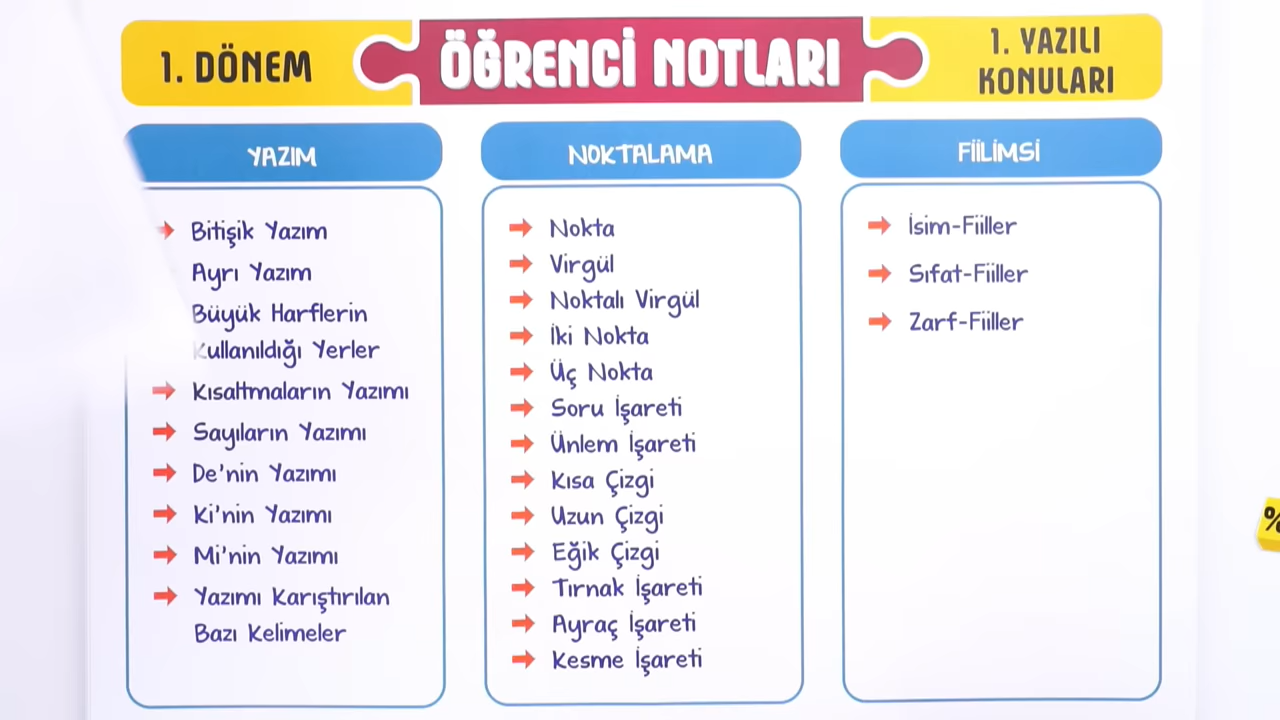 1. DÖNEM
ÖĞRENCİ NOTLARI
1. YAZILI
KONULARI
YAZIM
Bitişik Yazım
Ayrı Yazım
Büyük Harflerin
Kullanıldığı Yerler
Kısaltmaların Yazımı
Sayıların Yazımı
De'nin Yazımı
Ki'nin Yazımı
Mi'nin Yazımı
Yazımı Karıştırılan
Bazı Kelimeler
NOKTALAMA
Nokta
Virgül
Noktalı Virgül
İki Nokta
Üç Nokta
Soru İşareti
Ünlem İşareti
Kısa Çizgi
Uzun Çizgi
Eğik Çizgi
Tırnak İşareti
Ayraç İşareti
Kesme İşareti
FİİLİMSİ
İsim-Fiiller
Sıfat-Fiiller
Zarf-Fiiller
%